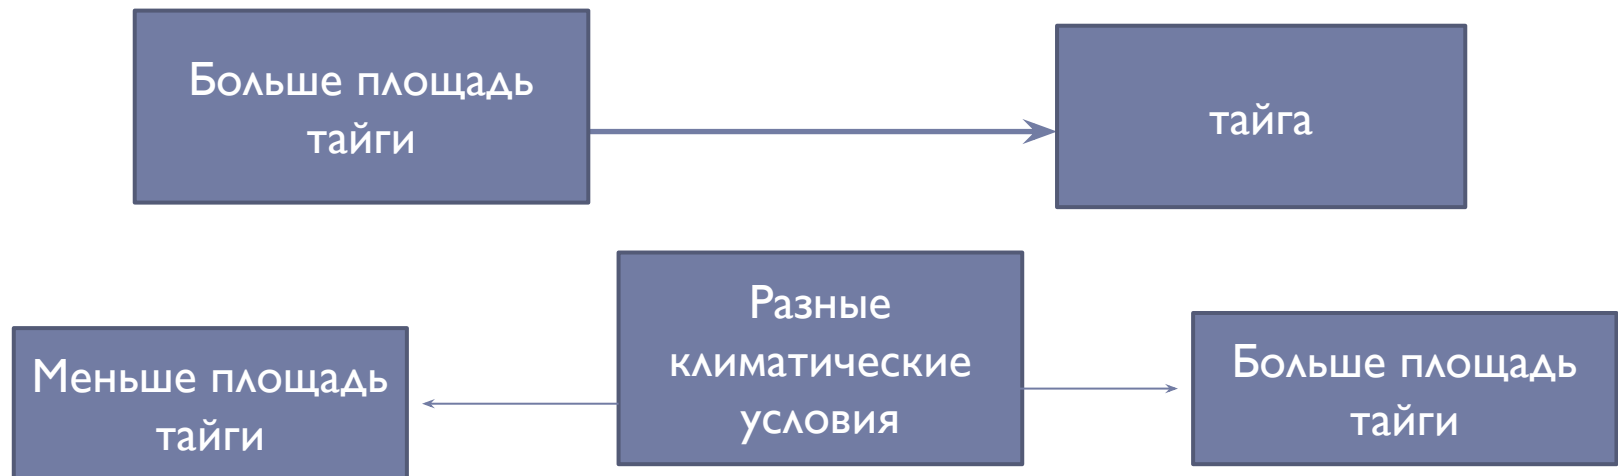 Больше площадь
тайги
тайга
Разные
климатические
условия
Меньше площадь
тайги
Больше площадь
тайги